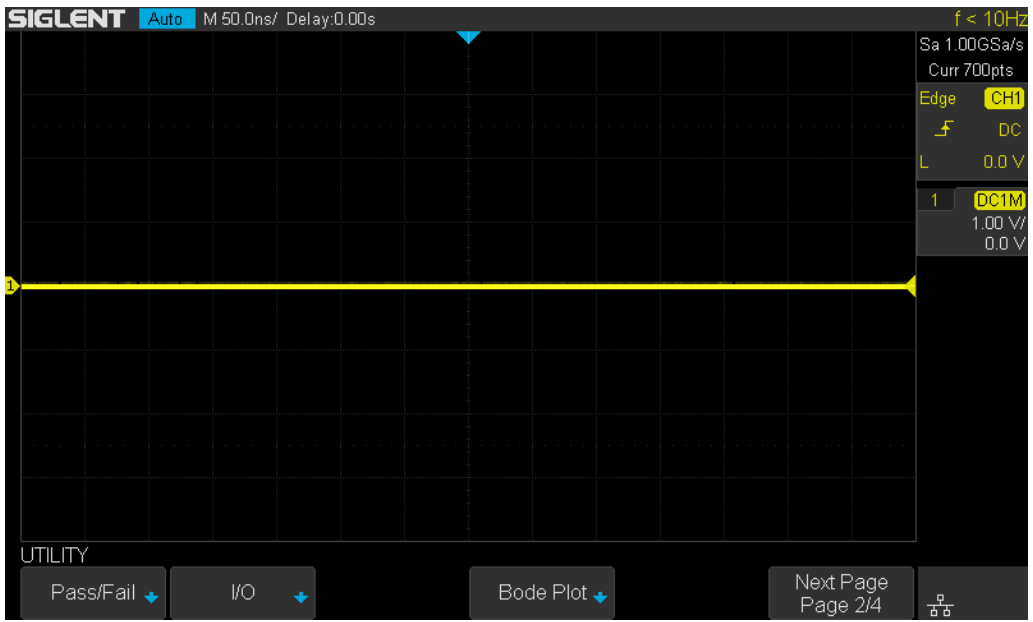 SIGLENT Auto M 50.0ns/ Delay:0.00s f < 10Hz
Sa 1.00GSa/s
Curr 700pts
Edge CH1
DC
L 0.0 V
1 DC1M
1.00 V/
0.0 V
1
UTILITY
Pass/Fail I/O Bode Plot Next Page
Page 2/4